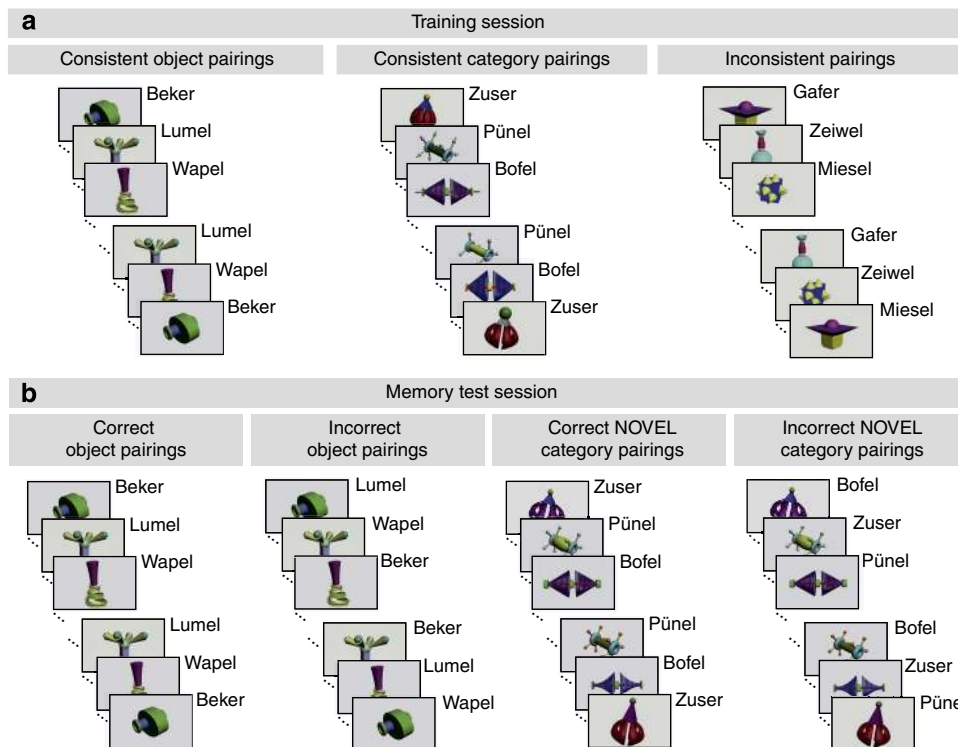 a
Training session
Consistent object pairings
Consistent category pairings
Inconsistent pairings
Beker
Lumel
Wapel
Lumel
Wapel
Beker
Zuser
Pünel
Bofel
Pünel
Bofel
Zuser
Gafer
Zeiwel
Miesel
Gafer
Zeiwel
Miesel
b
Memory test session
Correct
object pairings
Incorrect
object pairings
Correct NOVEL
category pairings
Incorrect NOVEL
category pairings
Beker
Lumel
Wapel
Lumel
Wapel
Beker
Lumel
Wapel
Beker
Beker
Lumel
Wapel
Zuser
Pünel
Bofel
Pünel
Bofel
Zuser
Bofel
Zuser
Pünel
Bofel
Zuser
Püne